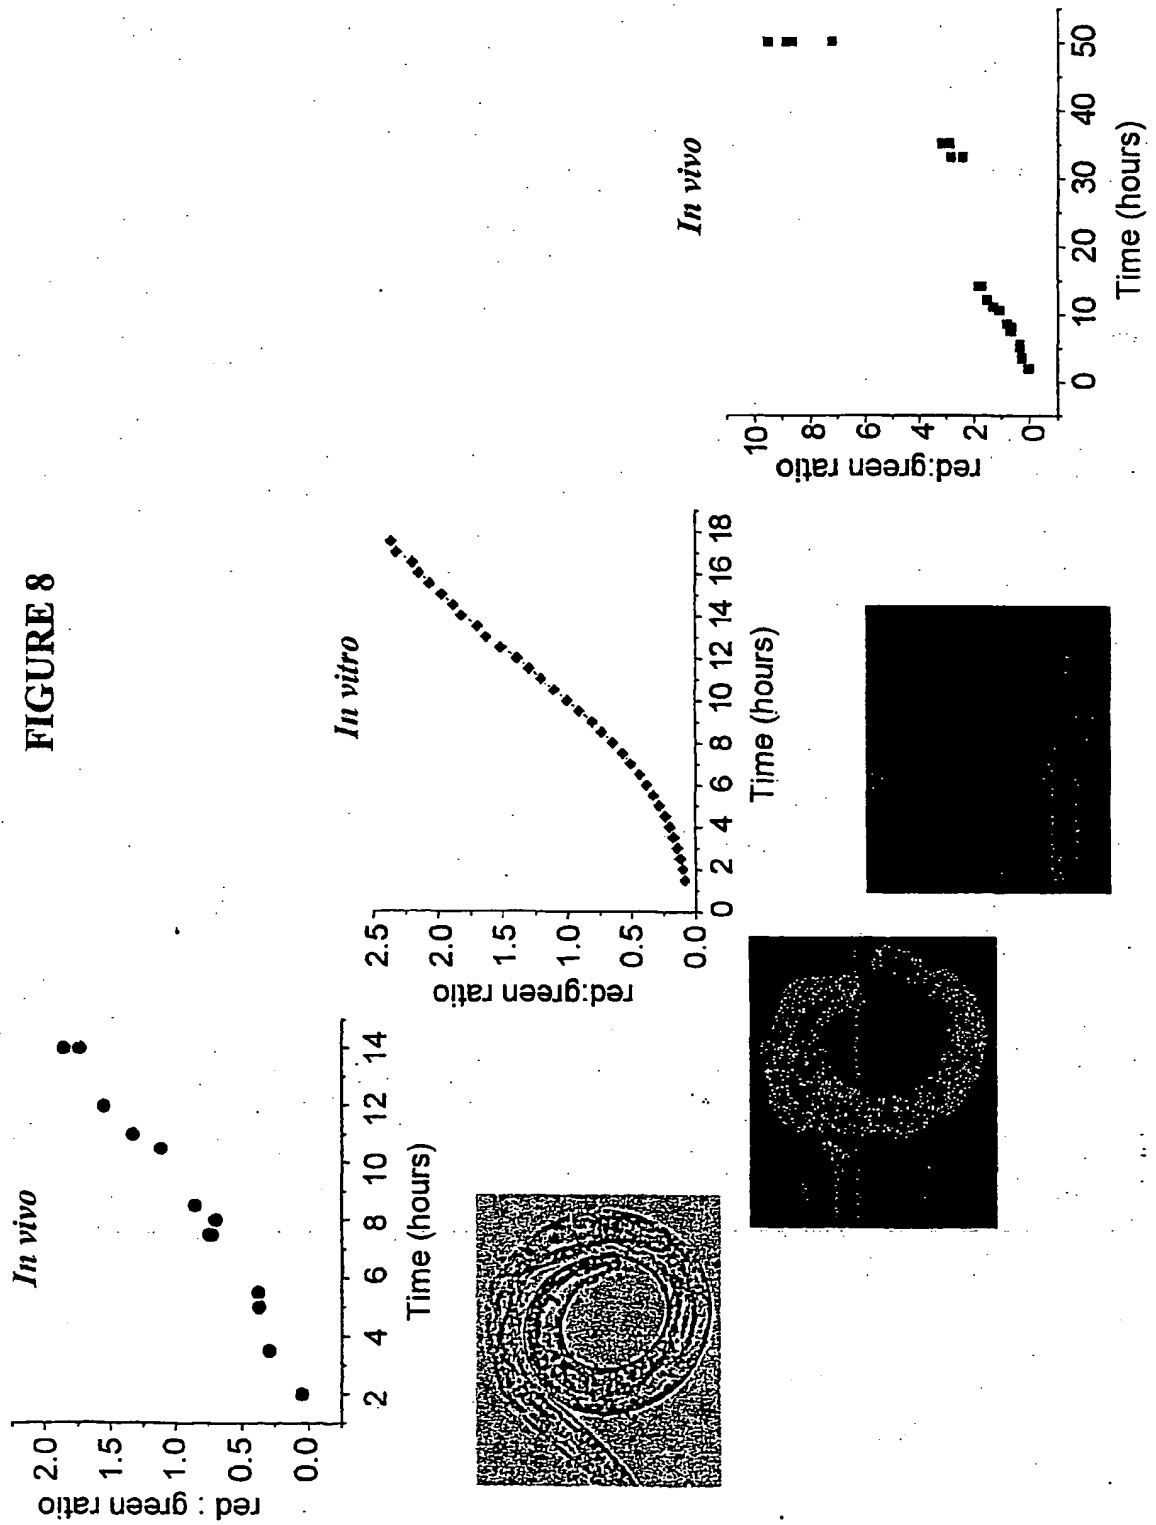 FIGURE 8
In vivo
red : green ratio
2.0
1.5
1.0
0.5
0.0
2 4 6 8 10 12 14
Time (hours)
In vitro
red:green ratio
2.5
2.0
1.5
1.0
0.5
0.0
0 2 4 6 8 10 12 14 16 18
Time (hours)
In vivo
red:green ratio
10
8
6
4
2
0
0 10 20 30 40 50
Time (hours)